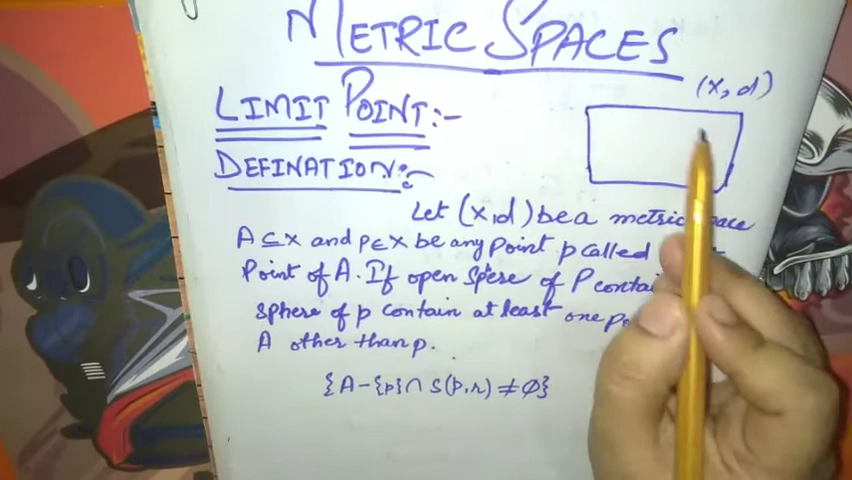 METRIC SPACES
(X, d)
LIMIT POINT:-
DEFINATION:-
Let (X,d) be a metric
A ⊆ X and p ∈ X be any point p called
Point of A. If open spere of P
sphere of p contain at least one
A other than p.
{A-{p} ∩ S(p,r) ≠ φ}